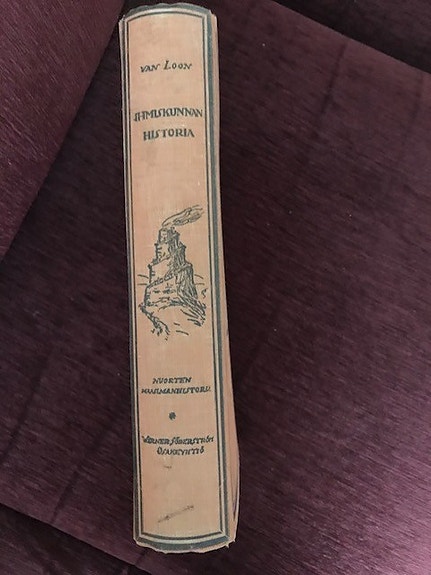 VAN LOON
IHMISKUNNAN
HISTORIA
NUORTEN
MAAILMANHISTORIA
WERNER SÖDERSTRÖM
OSAKEYHTIÖ